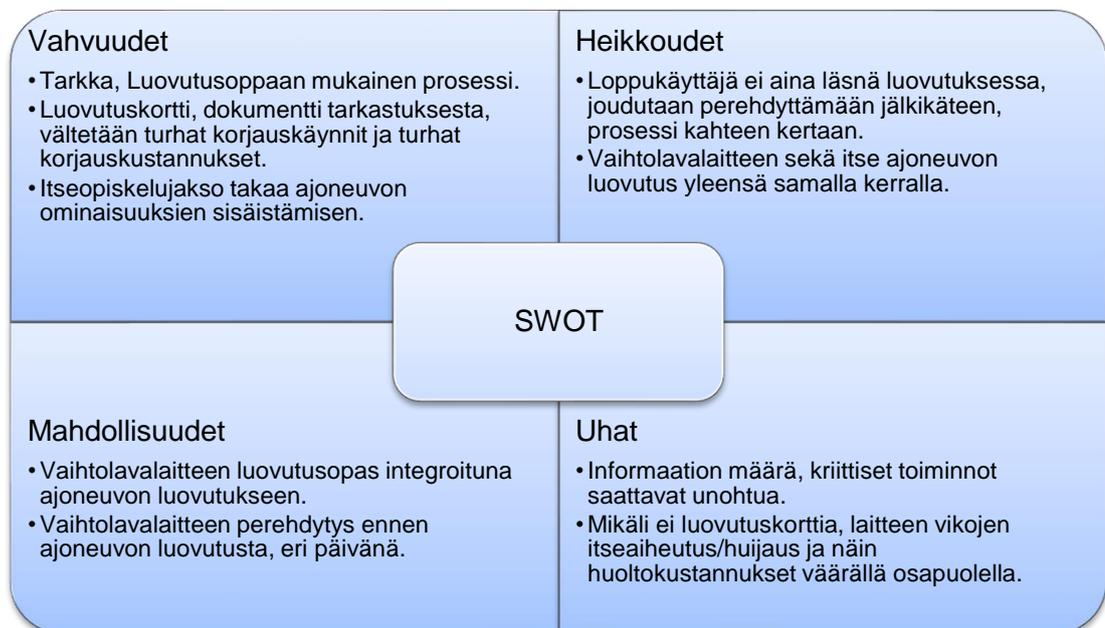 Vahvuudet
•Tarkka, Luovutusoppaan mukainen prosessi.
•Luovutuskortti, dokumentti tarkastuksesta,
vältetään turhat korjauskäynnit ja turhat
korjauskustannukset.
•Itseopiskelujakso takaa ajoneuvon
ominaisuuksien sisäistämisen.
Heikkoudet
•Loppukäyttäjä ei aina läsnä luovutuksessa,
joudutaan perehdyttämään jälkikäteen,
prosessi kahteen kertaan.
•Vaihtolavalaitteen sekä itse ajoneuvon
luovutus yleensä samalla kerralla.
SWOT
Mahdollisuudet
•Vaihtolavalaitteen luovutusopas integroituna
ajoneuvon luovutukseen.
•Vaihtolavalaitteen perehdytys ennen
ajoneuvon luovutusta, eri päivänä.
Uhat
•Informaation määrä, kriittiset toiminnot
saattavat unohtua.
•Mikäli ei luovutuskorttia, laitteen vikojen
itseaiheutus/huijaus ja näin
huoltokustannukset väärällä osapuolella.